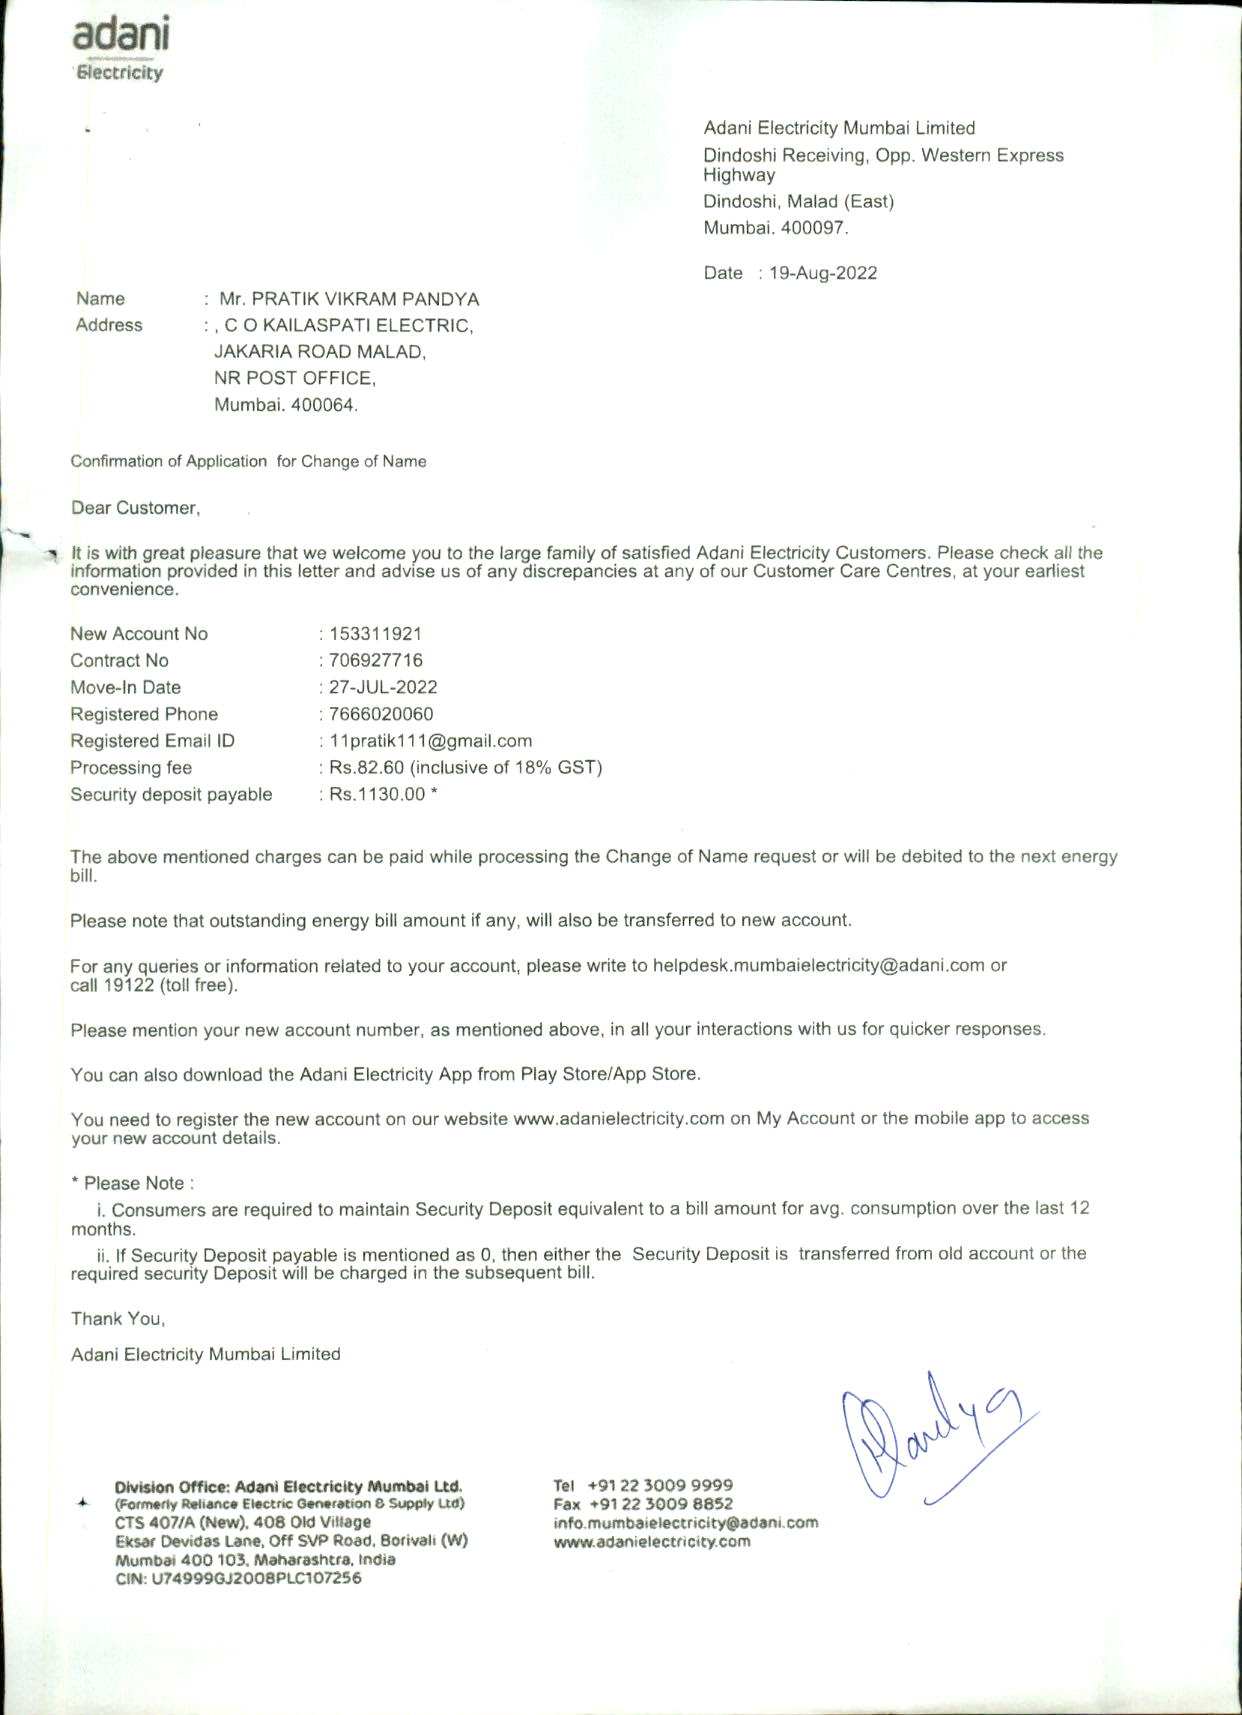 adani
Electricity
Adani Electricity Mumbai Limited
Dindoshi Receiving, Opp. Western Express
Highway
Dindoshi, Malad (East)
Mumbai. 400097.
Date : 19-Aug-2022
Name : Mr. PRATIK VIKRAM PANDYA
Address : , C O KAILASPATI ELECTRIC,
JAKARIA ROAD MALAD,
NR POST OFFICE,
Mumbai. 400064.
Confirmation of Application for Change of Name
Dear Customer,
It is with great pleasure that we welcome you to the large family of satisfied Adani Electricity Customers. Please check all the
information provided in this letter and advise us of any discrepancies at any of our Customer Care Centres, at your earliest
convenience.
New Account No : 153311921
Contract No : 706927716
Move-In Date : 27-JUL-2022
Registered Phone : 7666020060
Registered Email ID : 11pratik111@gmail.com
Processing fee : Rs.82.60 (inclusive of 18% GST)
Security deposit payable : Rs.1130.00 *
The above mentioned charges can be paid while processing the Change of Name request or will be debited to the next energy
bill.
Please note that outstanding energy bill amount if any, will also be transferred to new account.
For any queries or information related to your account, please write to helpdesk.mumbaielectricity@adani.com or
call 19122 (toll free).
Please mention your new account number, as mentioned above, in all your interactions with us for quicker responses.
You can also download the Adani Electricity App from Play Store/App Store.
You need to register the new account on our website www.adanielectricity.com on My Account or the mobile app to access
your new account details.
* Please Note :
i. Consumers are required to maintain Security Deposit equivalent to a bill amount for avg. consumption over the last 12
months.
ii. If Security Deposit payable is mentioned as 0, then either the Security Deposit is transferred from old account or the
required security Deposit will be charged in the subsequent bill.
Thank You,
Adani Electricity Mumbai Limited
Division Office: Adani Electricity Mumbai Ltd.
(Formerly Reliance Electric Generation & Supply Ltd)
CTS 407/A (New), 408 Old Village
Eksar Devidas Lane, Off SVP Road, Borivali (W)
Mumbai 400 103, Maharashtra, India
CIN: U74999GJ2008PLC107256
Tel +91 22 3009 9999
Fax +91 22 3009 8852
info.mumbaielectricity@adani.com
www.adanielectricity.com